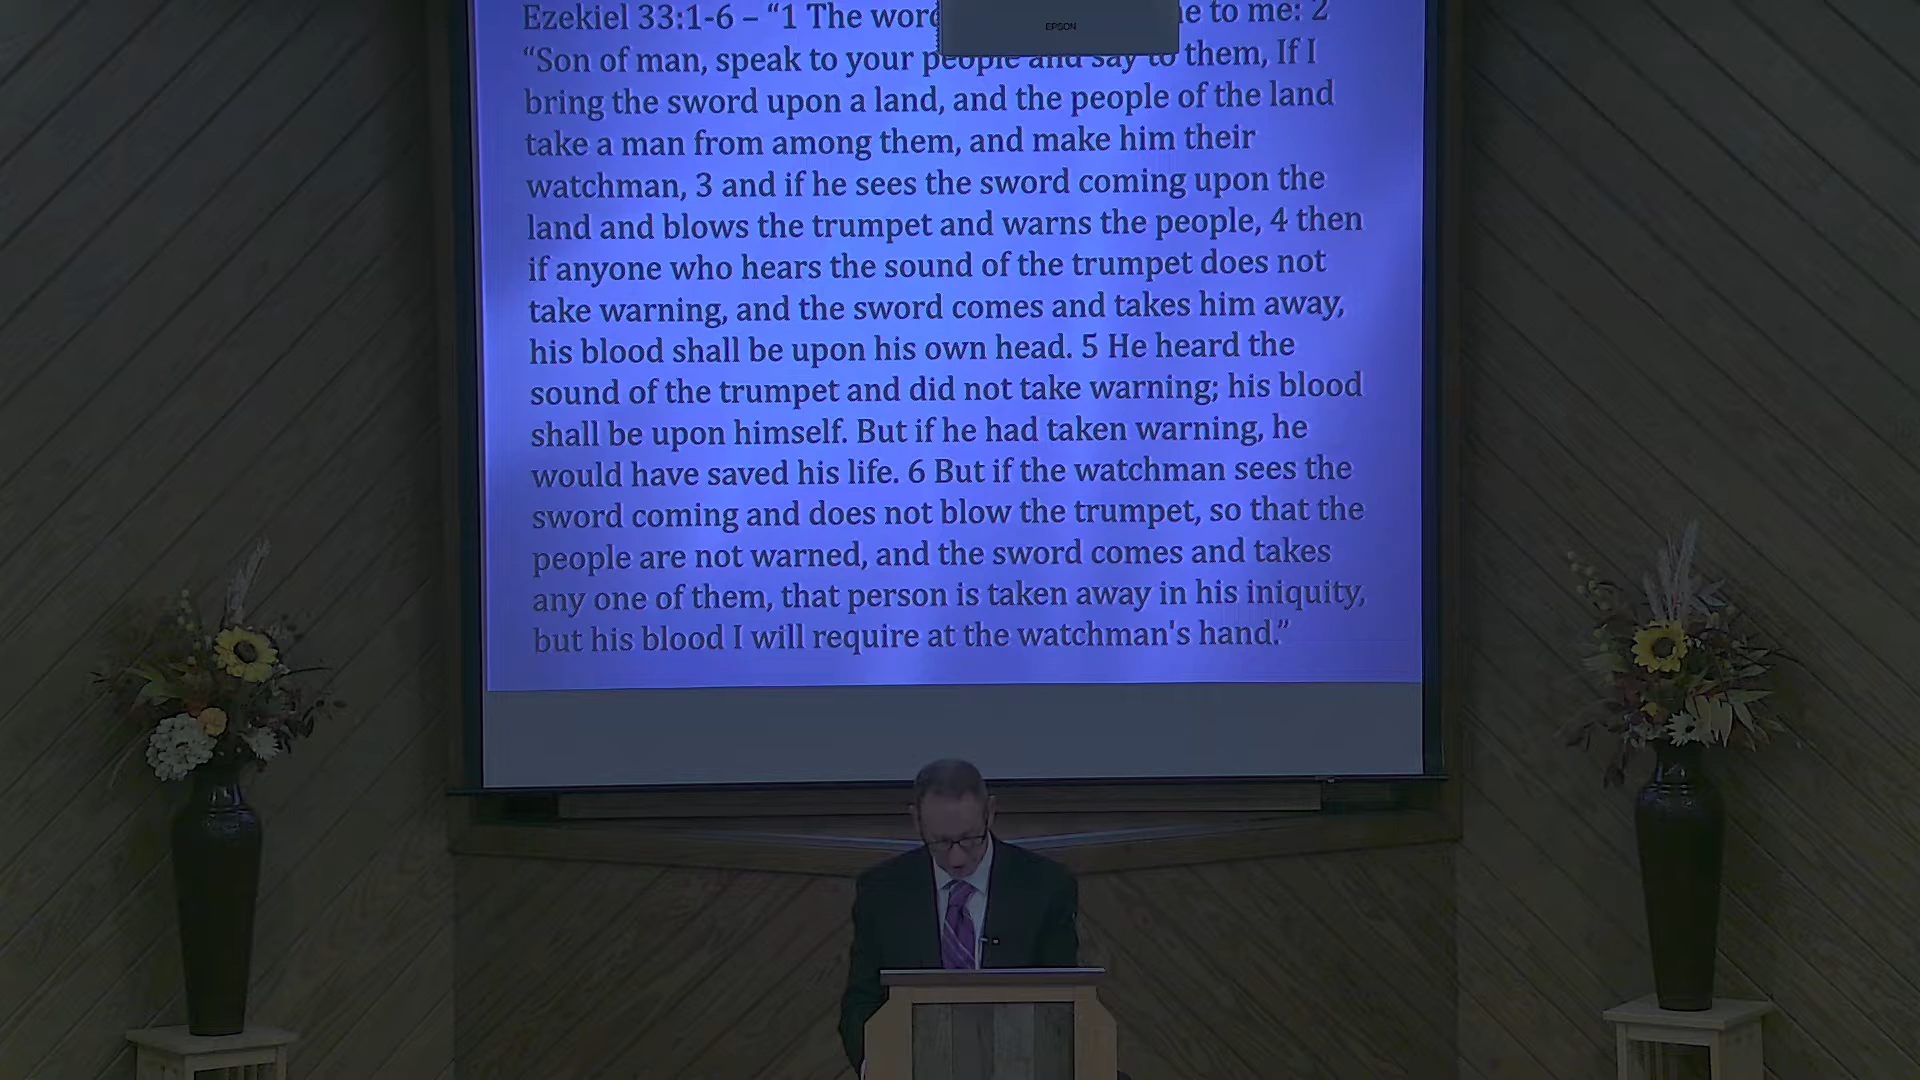 Ezekiel 33:1-6 – “1 The word e to me: 2
EPSON
“Son of man, speak to your people and say to them, If I
bring the sword upon a land, and the people of the land
take a man from among them, and make him their
watchman, 3 and if he sees the sword coming upon the
land and blows the trumpet and warns the people, 4 then
if anyone who hears the sound of the trumpet does not
take warning, and the sword comes and takes him away,
his blood shall be upon his own head. 5 He heard the
sound of the trumpet and did not take warning; his blood
shall be upon himself. But if he had taken warning, he
would have saved his life. 6 But if the watchman sees the
sword coming and does not blow the trumpet, so that the
people are not warned, and the sword comes and takes
any one of them, that person is taken away in his iniquity,
but his blood I will require at the watchman's hand.”